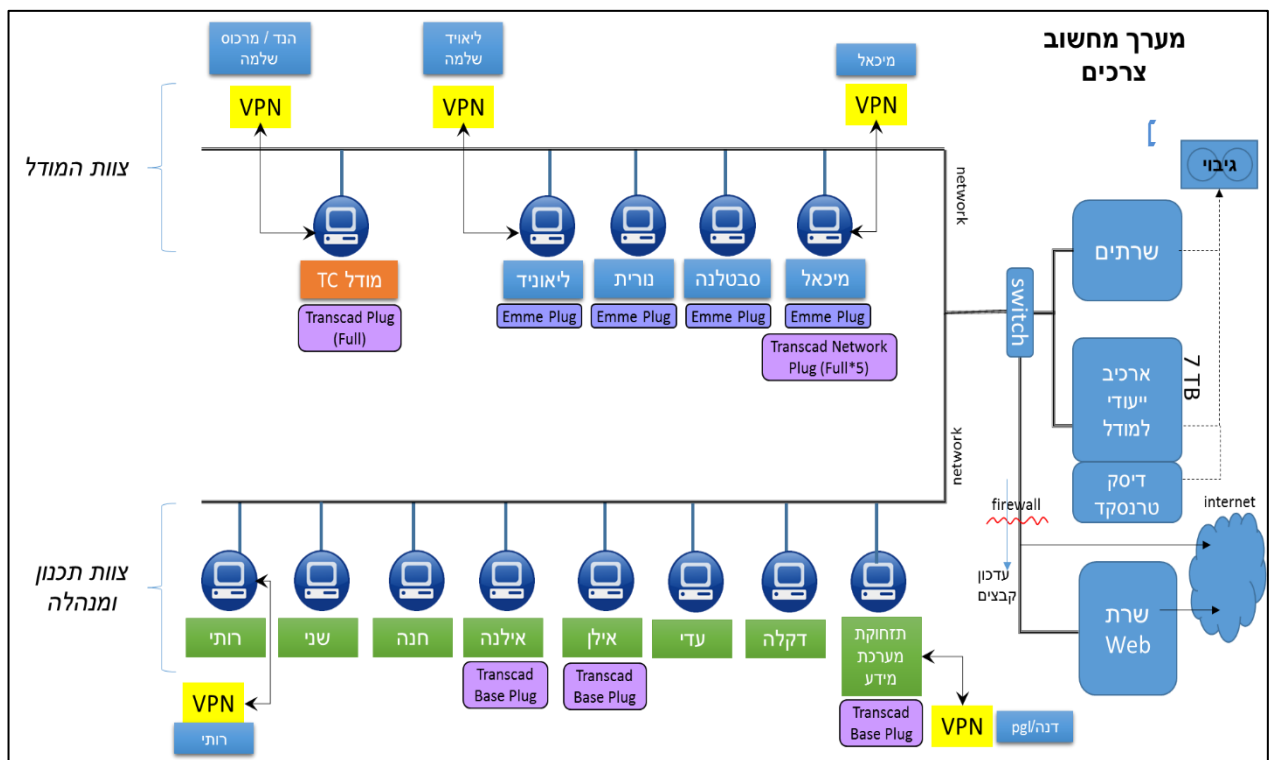 מערך מחשוב
צרכים
הנד / מרכוס
שלמה
ליאויד
שלמה
מיכאל
VPN
VPN
VPN
צוות המודל
network
גיבוי
מודל TC
ליאוניד
נורית
סבטלנה
מיכאל
Transcad Plug
(Full)
Emme Plug
Emme Plug
Emme Plug
Emme Plug
Transcad Network
Plug (Full*5)
שרתים
switch
ארכיב
ייעודי
למודל
7 TB
דיסק
טרנסקד
network
firewall
internet
עדכון
קבצים
שרת
Web
צוות תכנון
ומנהלה
רותי
שני
חנה
אילנה
אילן
עדי
דקלה
תזחוקת
מערכת
מידע
Transcad
Base Plug
Transcad
Base Plug
Transcad
Base Plug
VPN
רותי
VPN
דנה/pgl